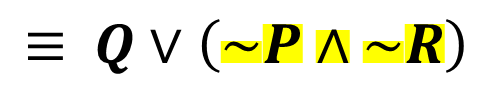 ≡ Q ∨ (~P ∧ ~R)